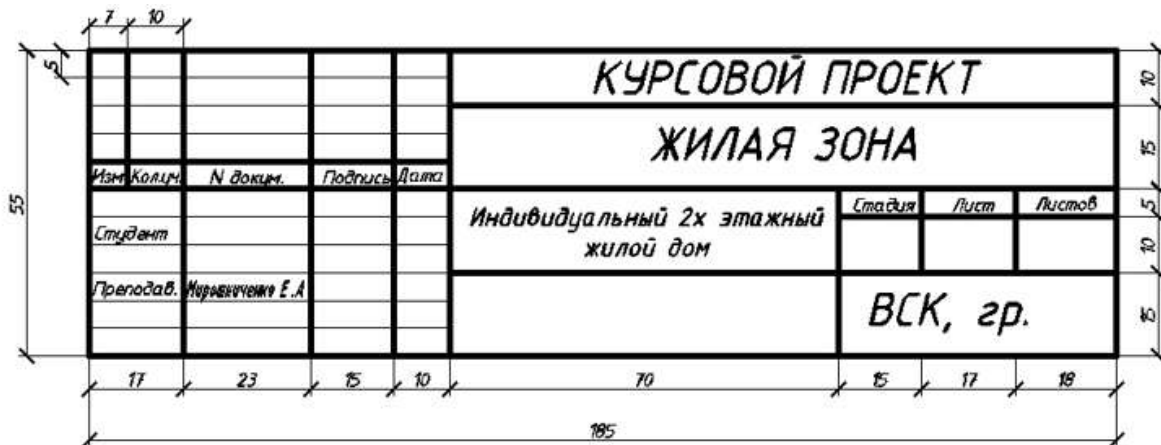 7 10
5
КУРСОВОЙ ПРОЕКТ
10
ЖИЛАЯ ЗОНА
15
Изм Колич. N докум. Подпись Дата
55
Индивидуальный 2х этажный
жилой дом
Стадия Лист Листов
5
Студент
10
Преподав. Мирошниченко Е.А
ВСК, гр.
15
17 23 15 10 70 15 17 18
185